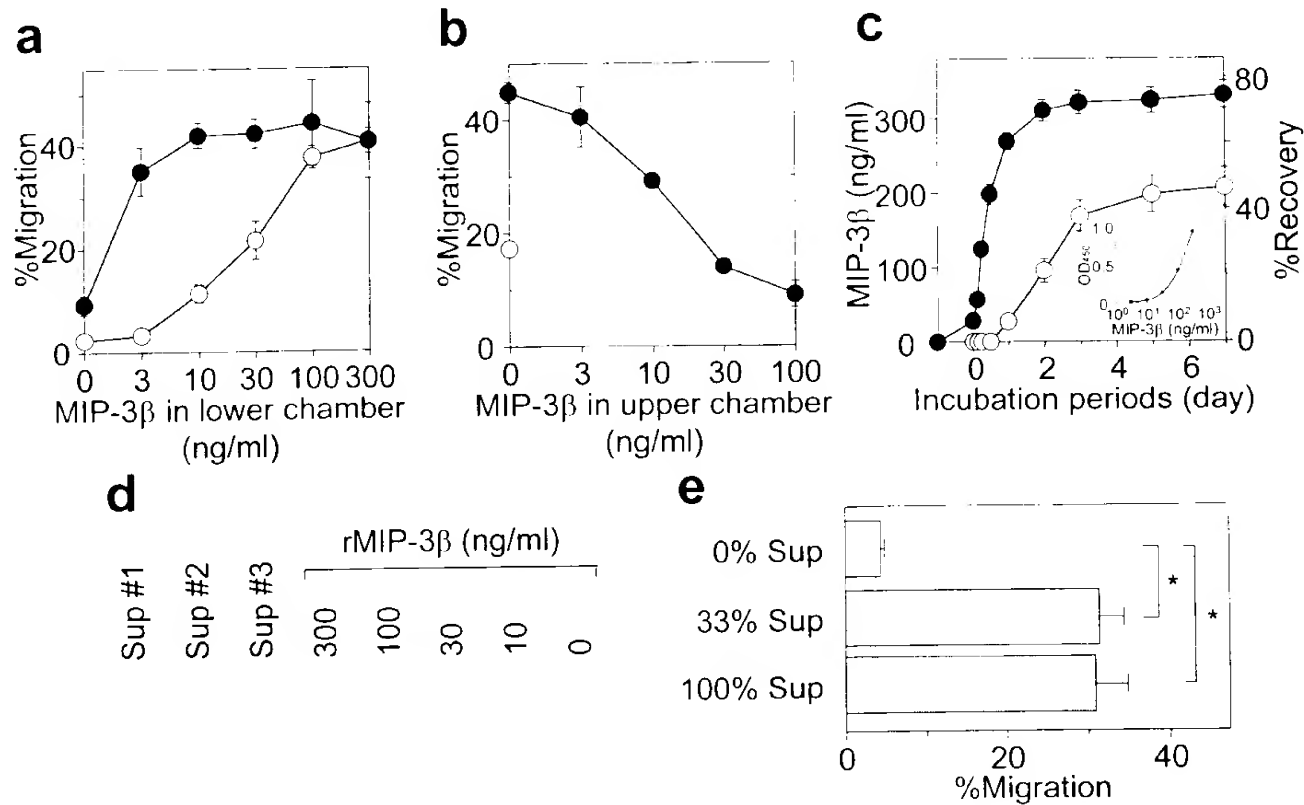 a
%Migration
40
20
0
0 3 10 30 100 300
MIP-3β in lower chamber
(ng/ml)
b
%Migration
40
20
0
0 3 10 30 100
MIP-3β in upper chamber
(ng/ml)
c
MIP-3β (ng/ml)
300
200
100
0
80
40
0
%Recovery
0 2 4 6
Incubation periods (day)
OD450
1.0
0.5
0
10⁰ 10¹ 10² 10³
MIP-3β (ng/ml)
d
Sup #1
Sup #2
Sup #3
rMIP-3β (ng/ml)
300
100
30
10
0
e
0% Sup
33% Sup
100% Sup
*
*
0 20 40
%Migration